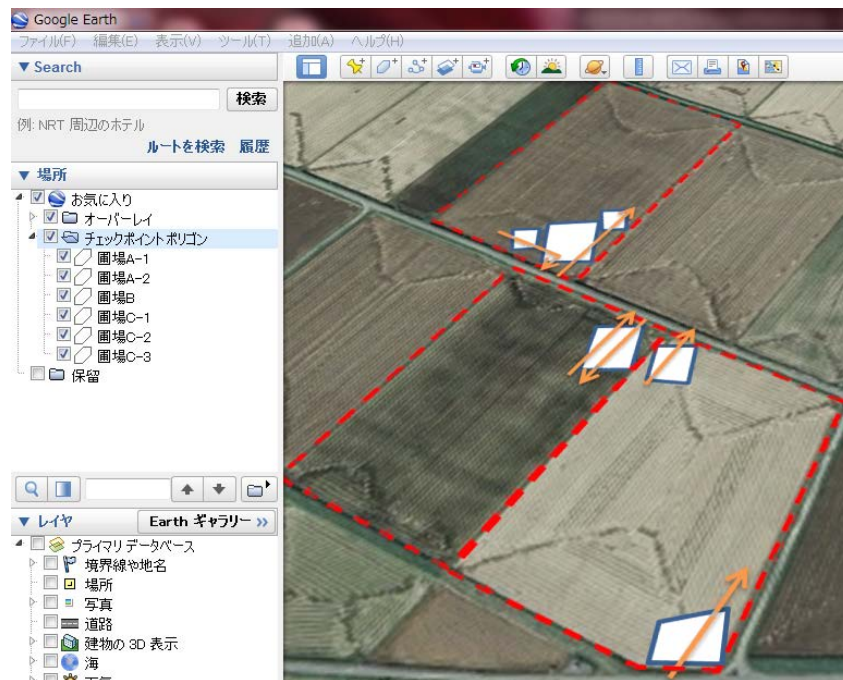 Google Earth
ファイル(F) 編集(E) 表示(V) ツール(T) 追加(A) ヘルプ(H)
▼ Search
検索
例: NRT 周辺のホテル
ルートを検索 履歴
▼ 場所
お気に入り
オーバーレイ
チェックポイントポリゴン
圃場A-1
圃場A-2
圃場B
圃場C-1
圃場C-2
圃場C-3
保留
▼ レイヤ
Earth ギャラリー >>
プライマリ データベース
境界線や地名
場所
写真
道路
建物の 3D 表示
海
天気